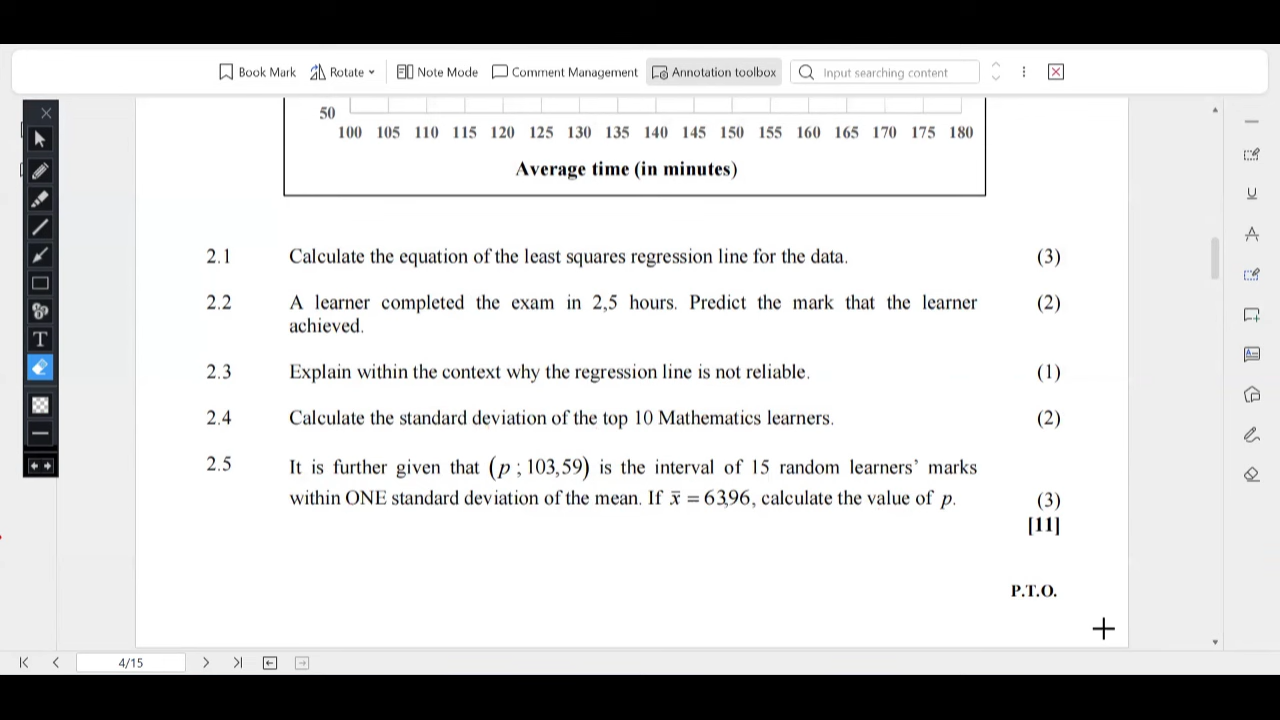 Book Mark Rotate Note Mode Comment Management Annotation toolbox Input searching content
50
100 105 110 115 120 125 130 135 140 145 150 155 160 165 170 175 180
Average time (in minutes)
2.1 Calculate the equation of the least squares regression line for the data. (3)
2.2 A learner completed the exam in 2,5 hours. Predict the mark that the learner (2)
achieved.
2.3 Explain within the context why the regression line is not reliable. (1)
2.4 Calculate the standard deviation of the top 10 Mathematics learners. (2)
2.5 It is further given that (p ; 103,59) is the interval of 15 random learners' marks
within ONE standard deviation of the mean. If x̄ = 63,96, calculate the value of p. (3)
[11]
P.T.O.
4/15